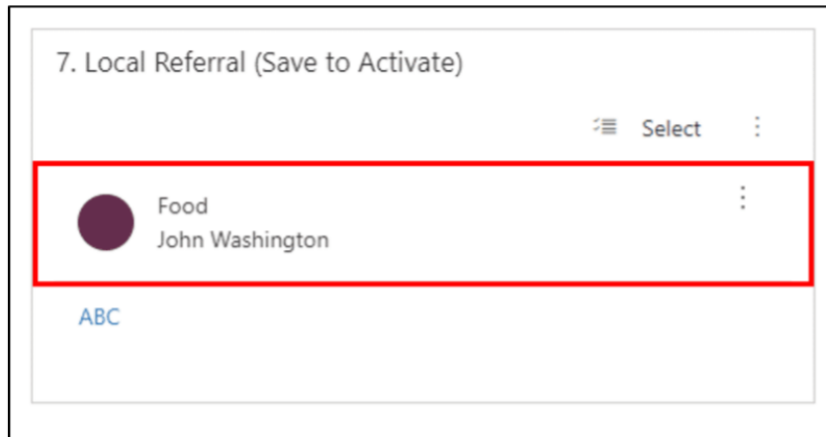 7. Local Referral (Save to Activate)
Select
Food
John Washington
ABC